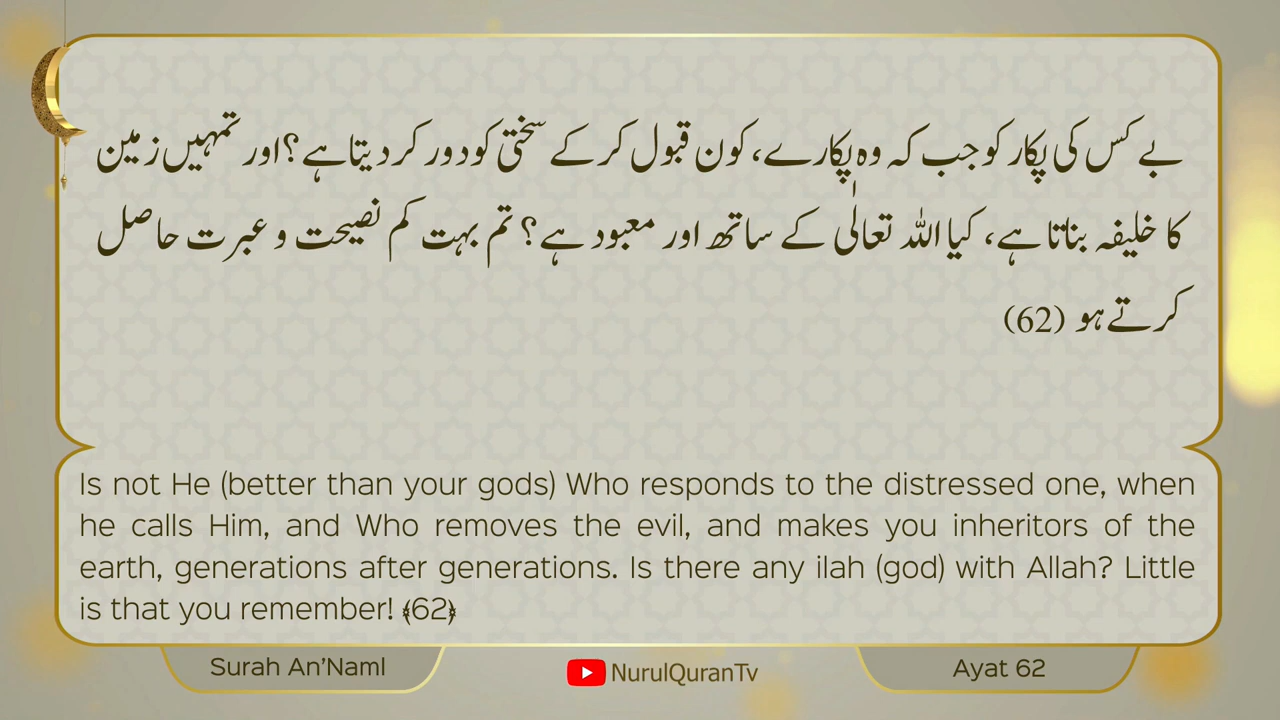 بے کس کی پکار کو جب کہ وہ پکارے، کون قبول کرکے سختی کو دور کر دیتا ہے؟ اور تمہیں زمین
کا خلیفہ بناتا ہے، کیا اللہ تعالٰی کے ساتھ اور معبود ہے؟ تم بہت کم نصیحت و عبرت حاصل
کرتے ہو (62)
Is not He (better than your gods) Who responds to the distressed one, when
he calls Him, and Who removes the evil, and makes you inheritors of the
earth, generations after generations. Is there any ilah (god) with Allah? Little
is that you remember! ﴾62﴿
Surah An’Naml
NurulQuranTv
Ayat 62